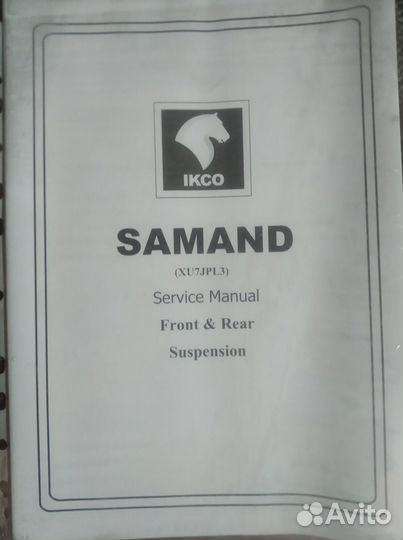 IKCO
SAMAND
(XU7JPL3)
Service Manual
Front & Rear
Suspension
Avito